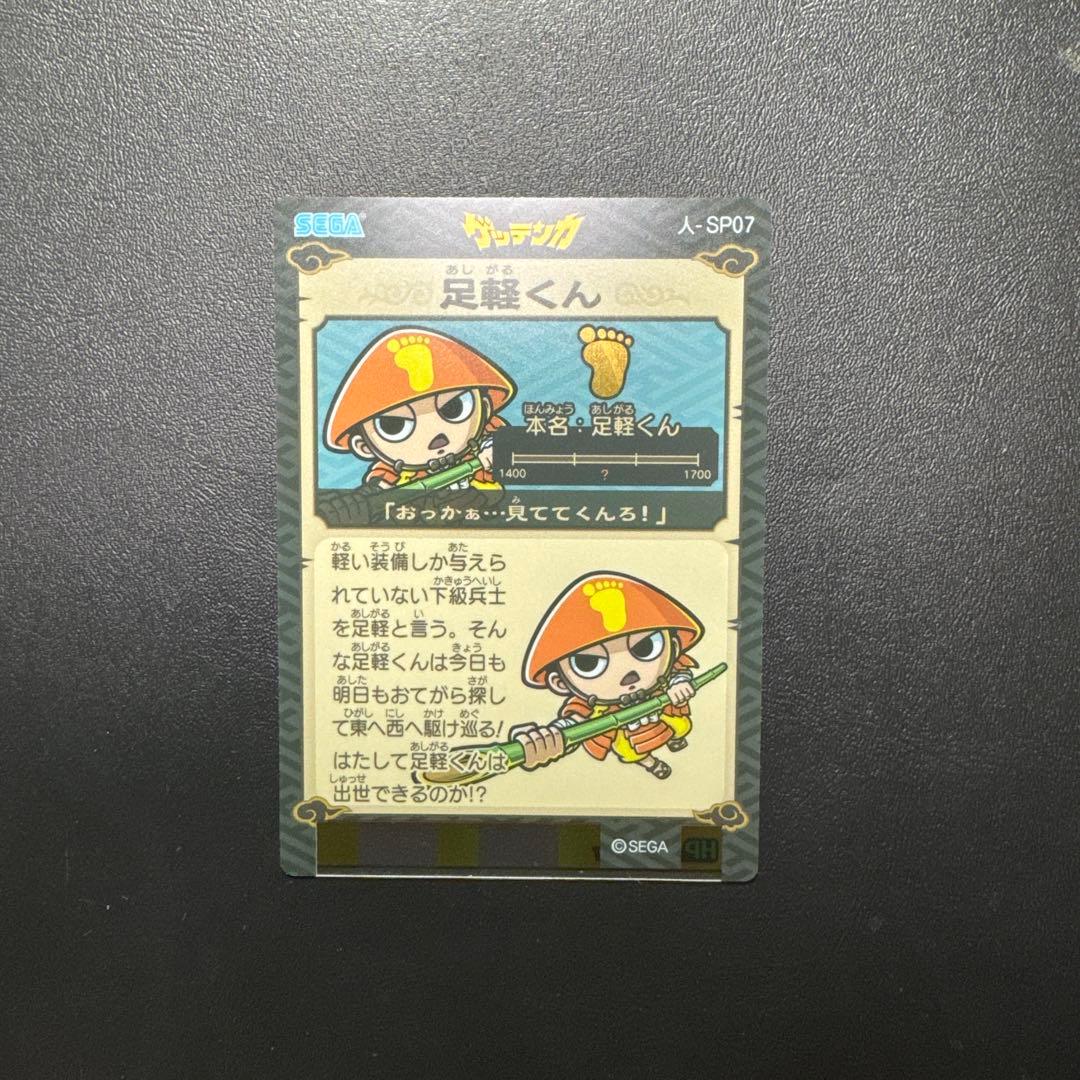 SEGA
ゲッテンカ
人-SP07
あしがる
足軽くん
ほんみょう あしがる
本名：足軽くん
1400 ? 1700
み
「おっかぁ…見ててくんろ！」
かる そうび あた
軽い装備しか与えら
かきゅうへいし
れていない下級兵士
あしがる い
を足軽と言う。そん
あしがる きょう
な足軽くんは今日も
あした さが
明日もおてがら探し
ひがし にし かけ めぐ
て東へ西へ駆け巡る!
あしがる
はたして足軽くんは
しゅっせ
出世できるのか!?
©SEGA
HP